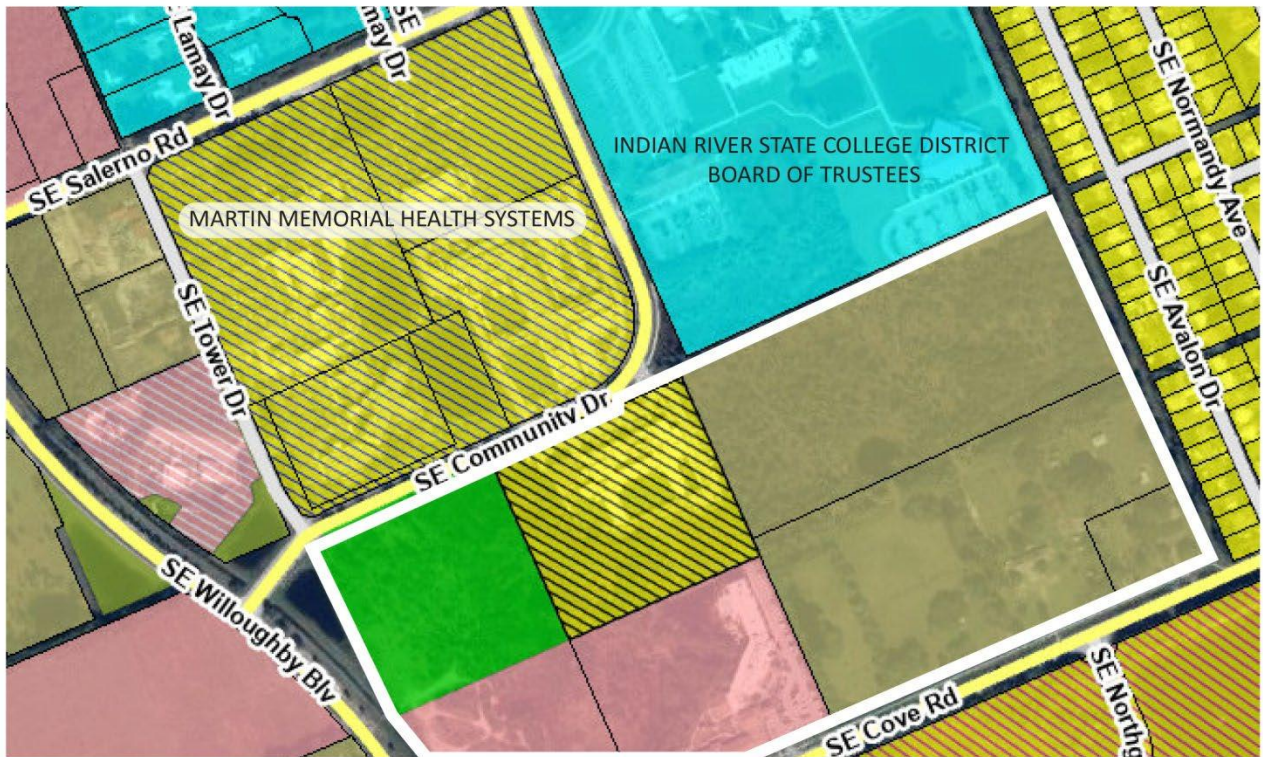 SE Lamay Dr
SE
may Dr
SE Salerno Rd
MARTIN MEMORIAL HEALTH SYSTEMS
INDIAN RIVER STATE COLLEGE DISTRICT
BOARD OF TRUSTEES
SE Normandy Ave
SE Tower Dr
SE Avalon Dr
SE Community Dr
SE Willoughby Blv
SE Cove Rd
SE Northg